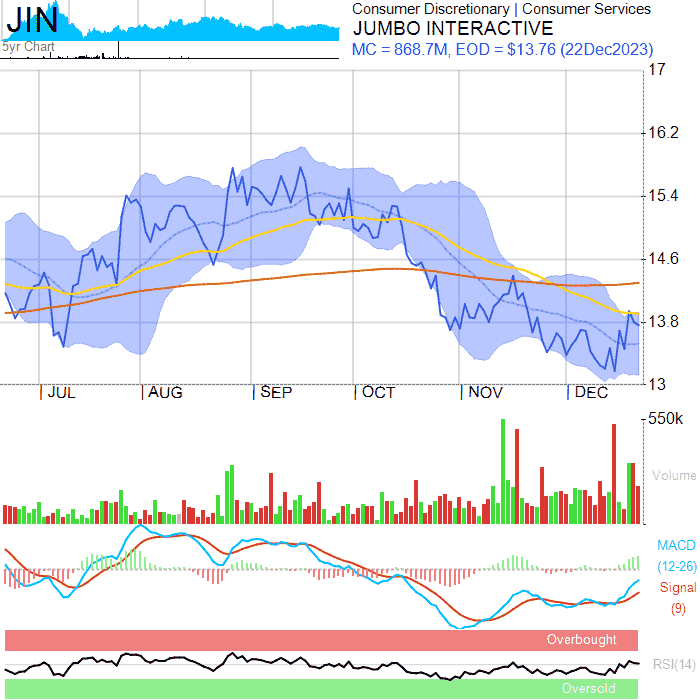 JIN
5yr Chart
Consumer Discretionary | Consumer Services
JUMBO INTERACTIVE
MC = 868.7M, EOD = $13.76 (22Dec2023)
17
16.2
15.4
14.6
13.8
13
| JUL | AUG | SEP | OCT | NOV | DEC
550k
Volume
MACD
(12-26)
Signal
(9)
Overbought
RSI(14)
Oversold